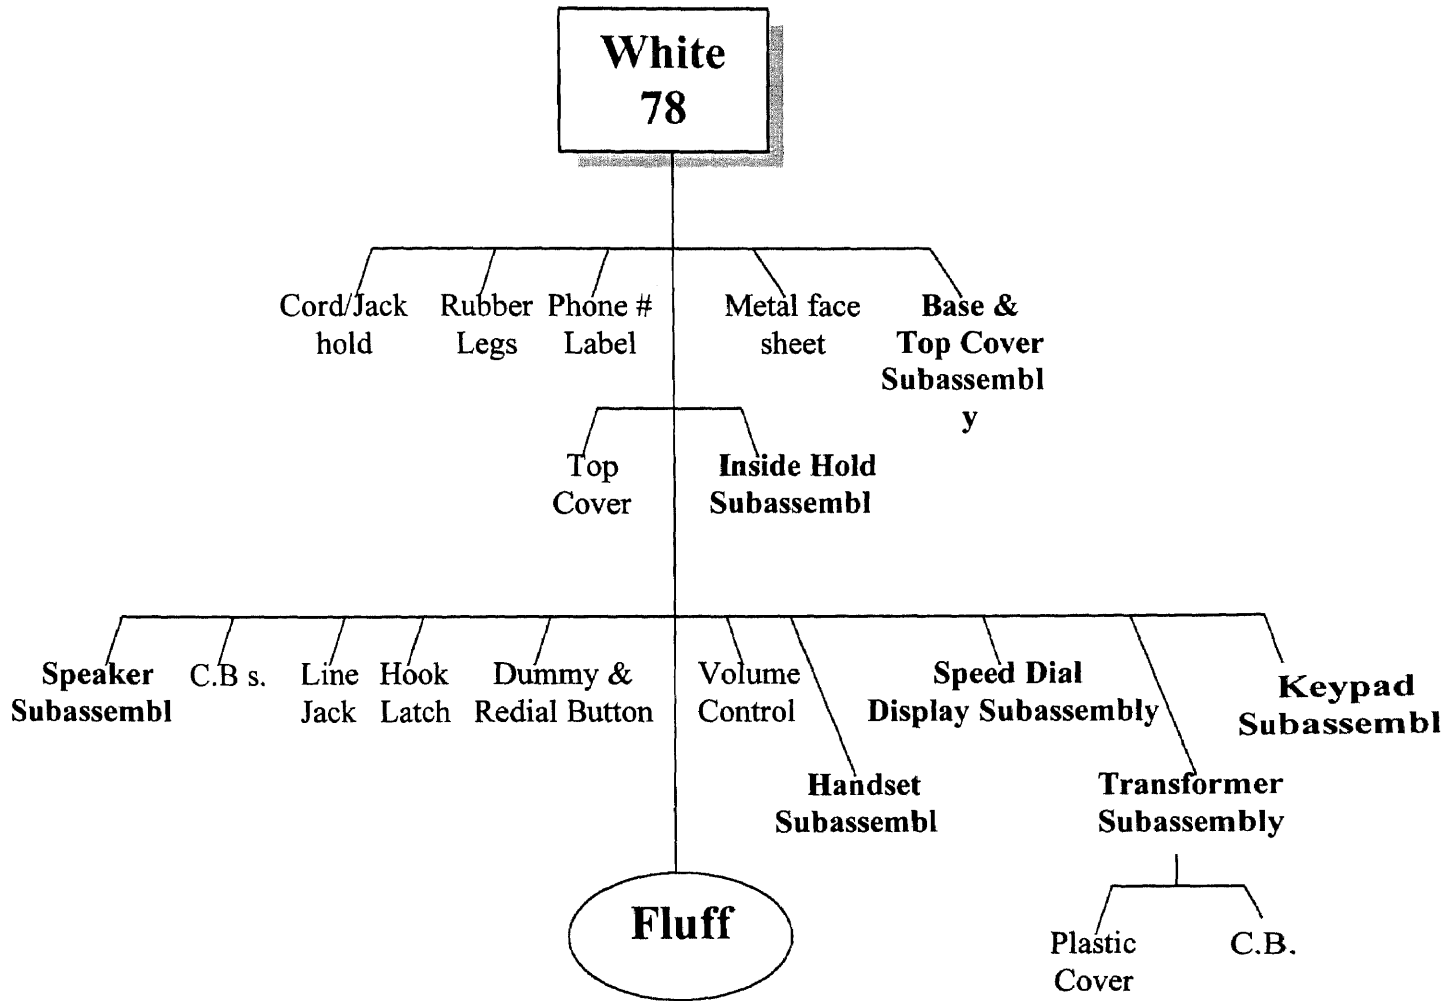 White
78
Cord/Jack
hold
Rubber
Legs
Phone #
Label
Metal face
sheet
Base &
Top Cover
Subassembl
y
Top
Cover
Inside Hold
Subassembl
Speaker
Subassembl
C.B s.
Line
Jack
Hook
Latch
Dummy &
Redial Button
Volume
Control
Speed Dial
Display Subassembly
Keypad
Subassembl
Handset
Subassembl
Transformer
Subassembly
Plastic
Cover
C.B.
Fluff